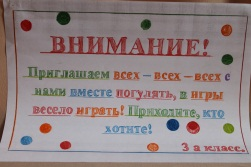 ВНИМАНИЕ!
Приглашаем всех – всех – всех с
нами вместе погулять, в игры
весело играть! Приходите, кто
хотите!
3 а класс.